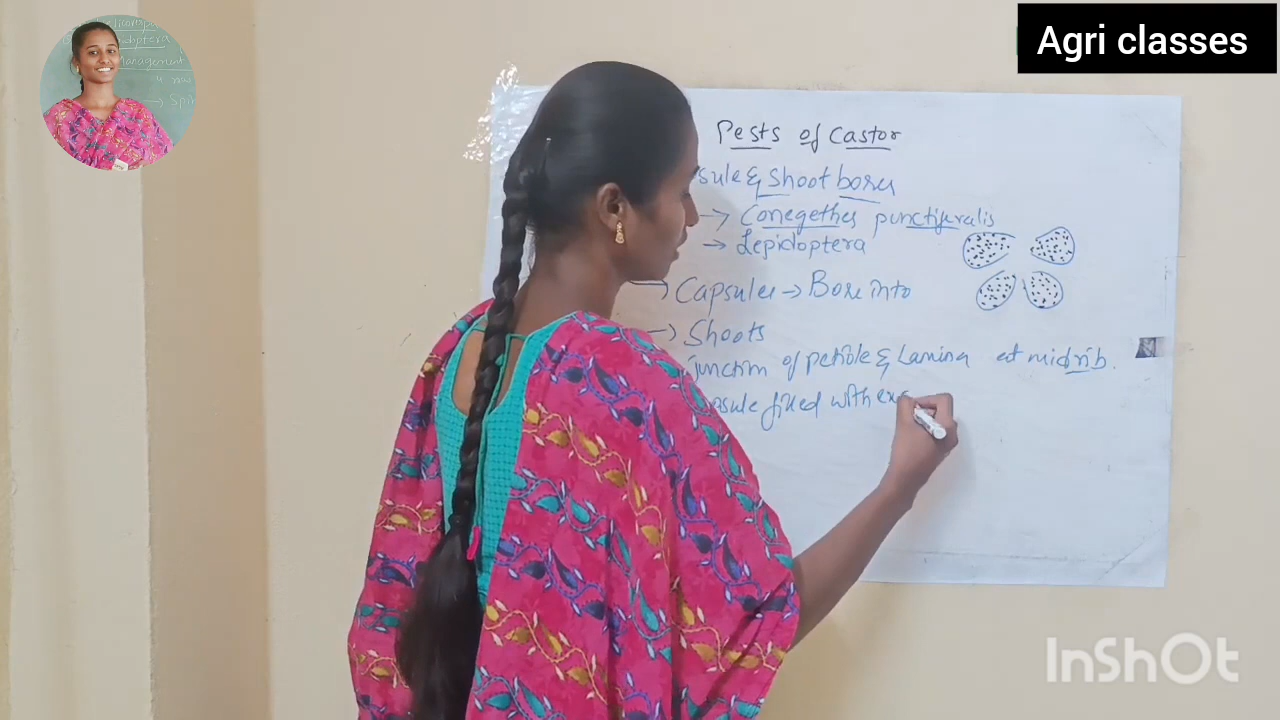 Agri classes
Pests of Castor
sule & Shoot borer
→ Conegethes punctiferalis
→ Lepidoptera
→ Capsules → Bore into
→ Shoots
junction of petiole & Lamina at midrib.
psule filled with exc
InShOt